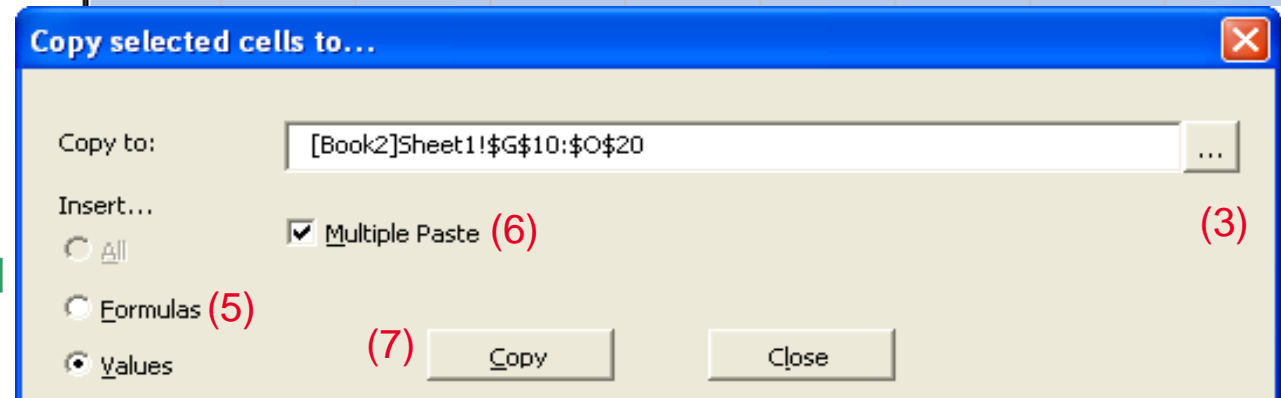 Copy selected cells to...
Copy to: [Book2]Sheet1!$G$10:$O$20 ...
(3)
Insert...
Multiple Paste (6)
All
Formulas (5)
Values
(7) Copy Close